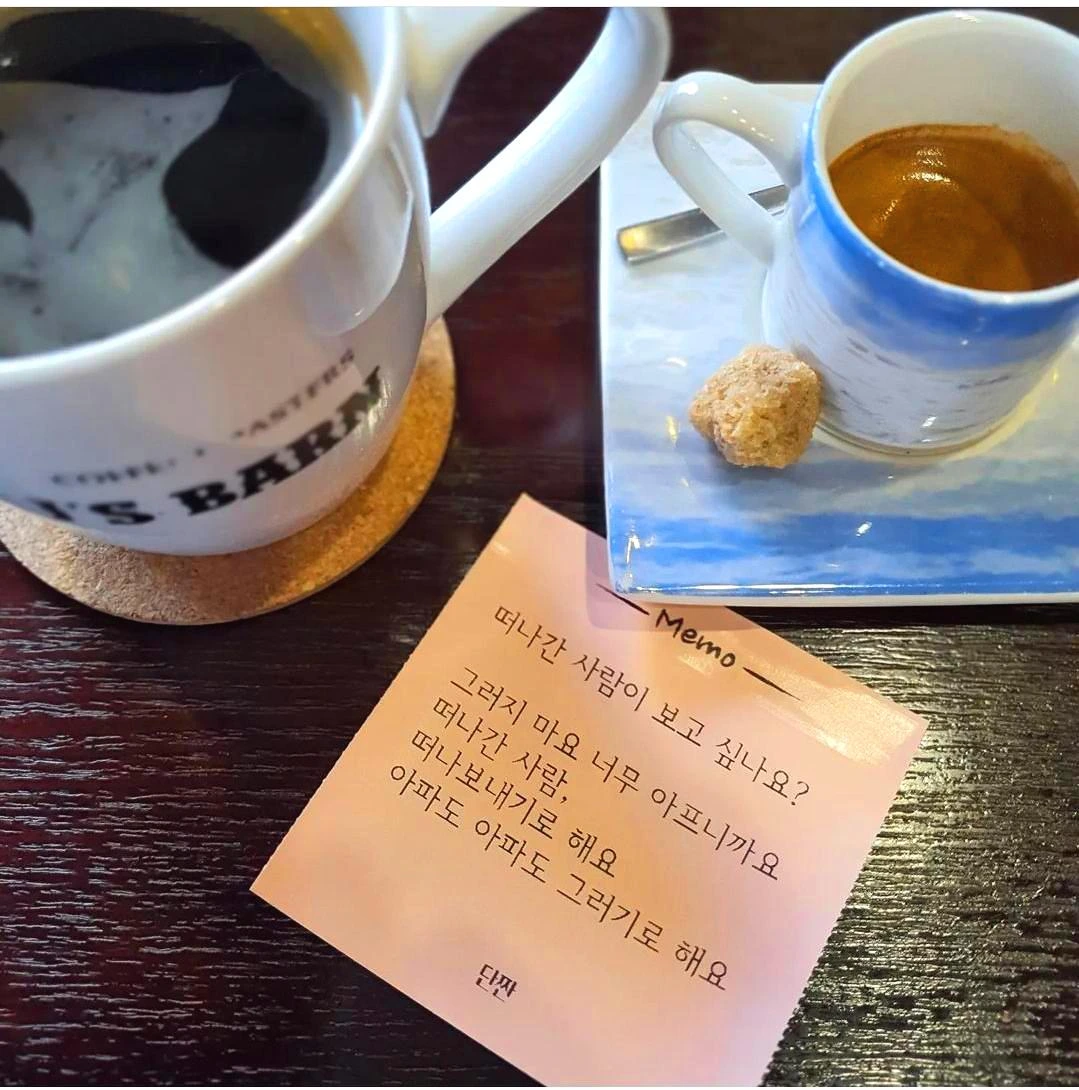 COFFEE
'S BARN
Memo
떠나간 사람이 보고 싶나요?
그러지 마요 너무 아프니까요
떠나간 사람,
떠나보내기로 해요
아파도 아파도 그러기로 해요
단짠